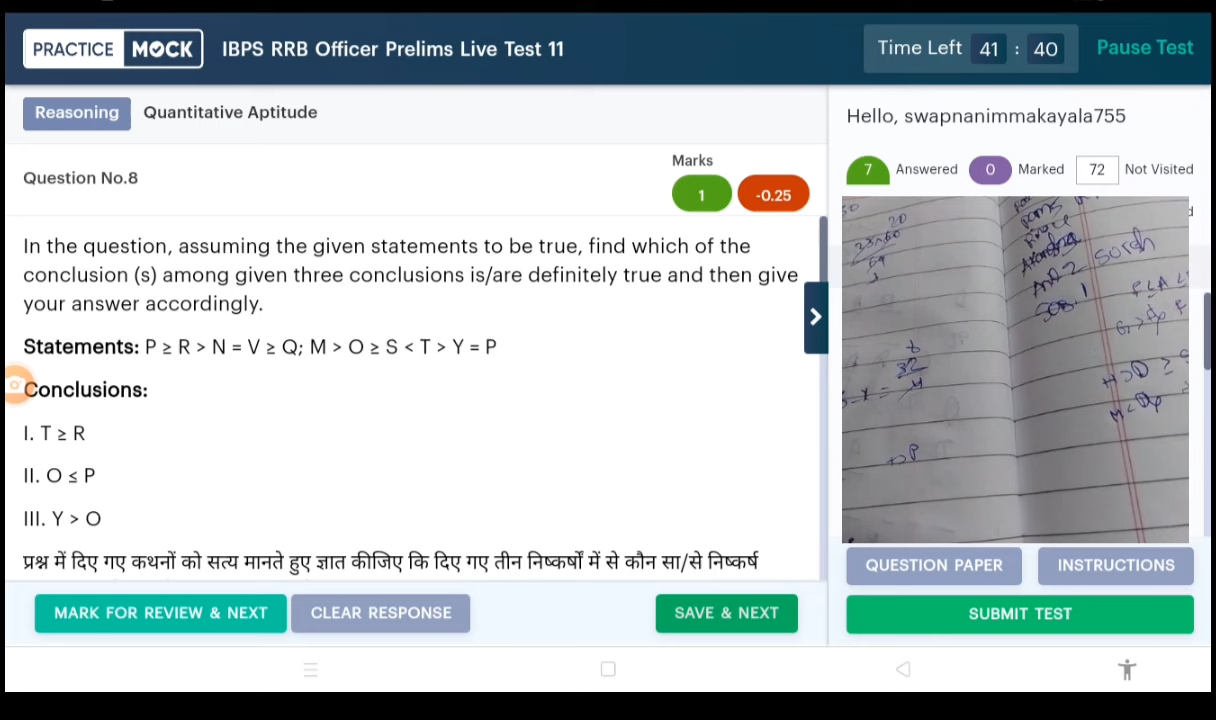 PRACTICE MOCK IBPS RRB Officer Prelims Live Test 11
Time Left 41 : 40 Pause Test
Reasoning Quantitative Aptitude
Hello, swapnanimmakayala755
Question No.8
Marks
1 -0.25
7 Answered 0 Marked 72 Not Visited
In the question, assuming the given statements to be true, find which of the
conclusion (s) among given three conclusions is/are definitely true and then give
your answer accordingly.
Statements: P ≥ R > N = V ≥ Q; M > O ≥ S < T > Y = P
Conclusions:
I. T ≥ R
II. O ≤ P
III. Y > O
प्रश्न में दिए गए कथनों को सत्य मानते हुए ज्ञात कीजिए कि दिए गए तीन निष्कर्षों में से कौन सा/से निष्कर्ष
MARK FOR REVIEW & NEXT CLEAR RESPONSE SAVE & NEXT
QUESTION PAPER INSTRUCTIONS
SUBMIT TEST